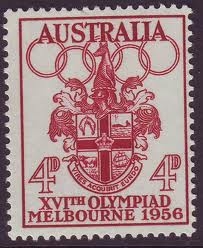 AUSTRALIA
4D 4D
VIRES ACQUIRIT EUNDO
XVITH OLYMPIAD
MELBOURNE 1956